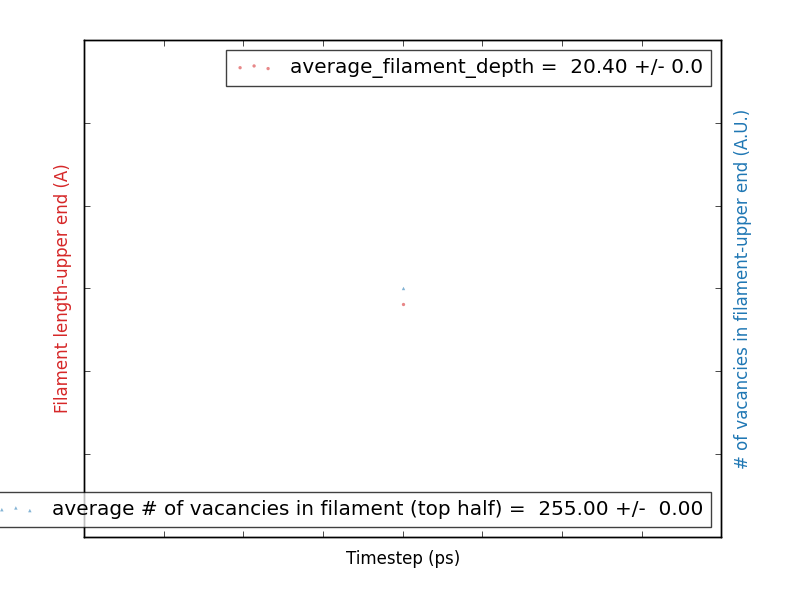 average_filament_depth =  20.40 +/- 0.0
Filament length-upper end (A)
# of vacancies in filament-upper end (A.U.)
average # of vacancies in filament (top half) =  255.00 +/-  0.00
Timestep (ps)